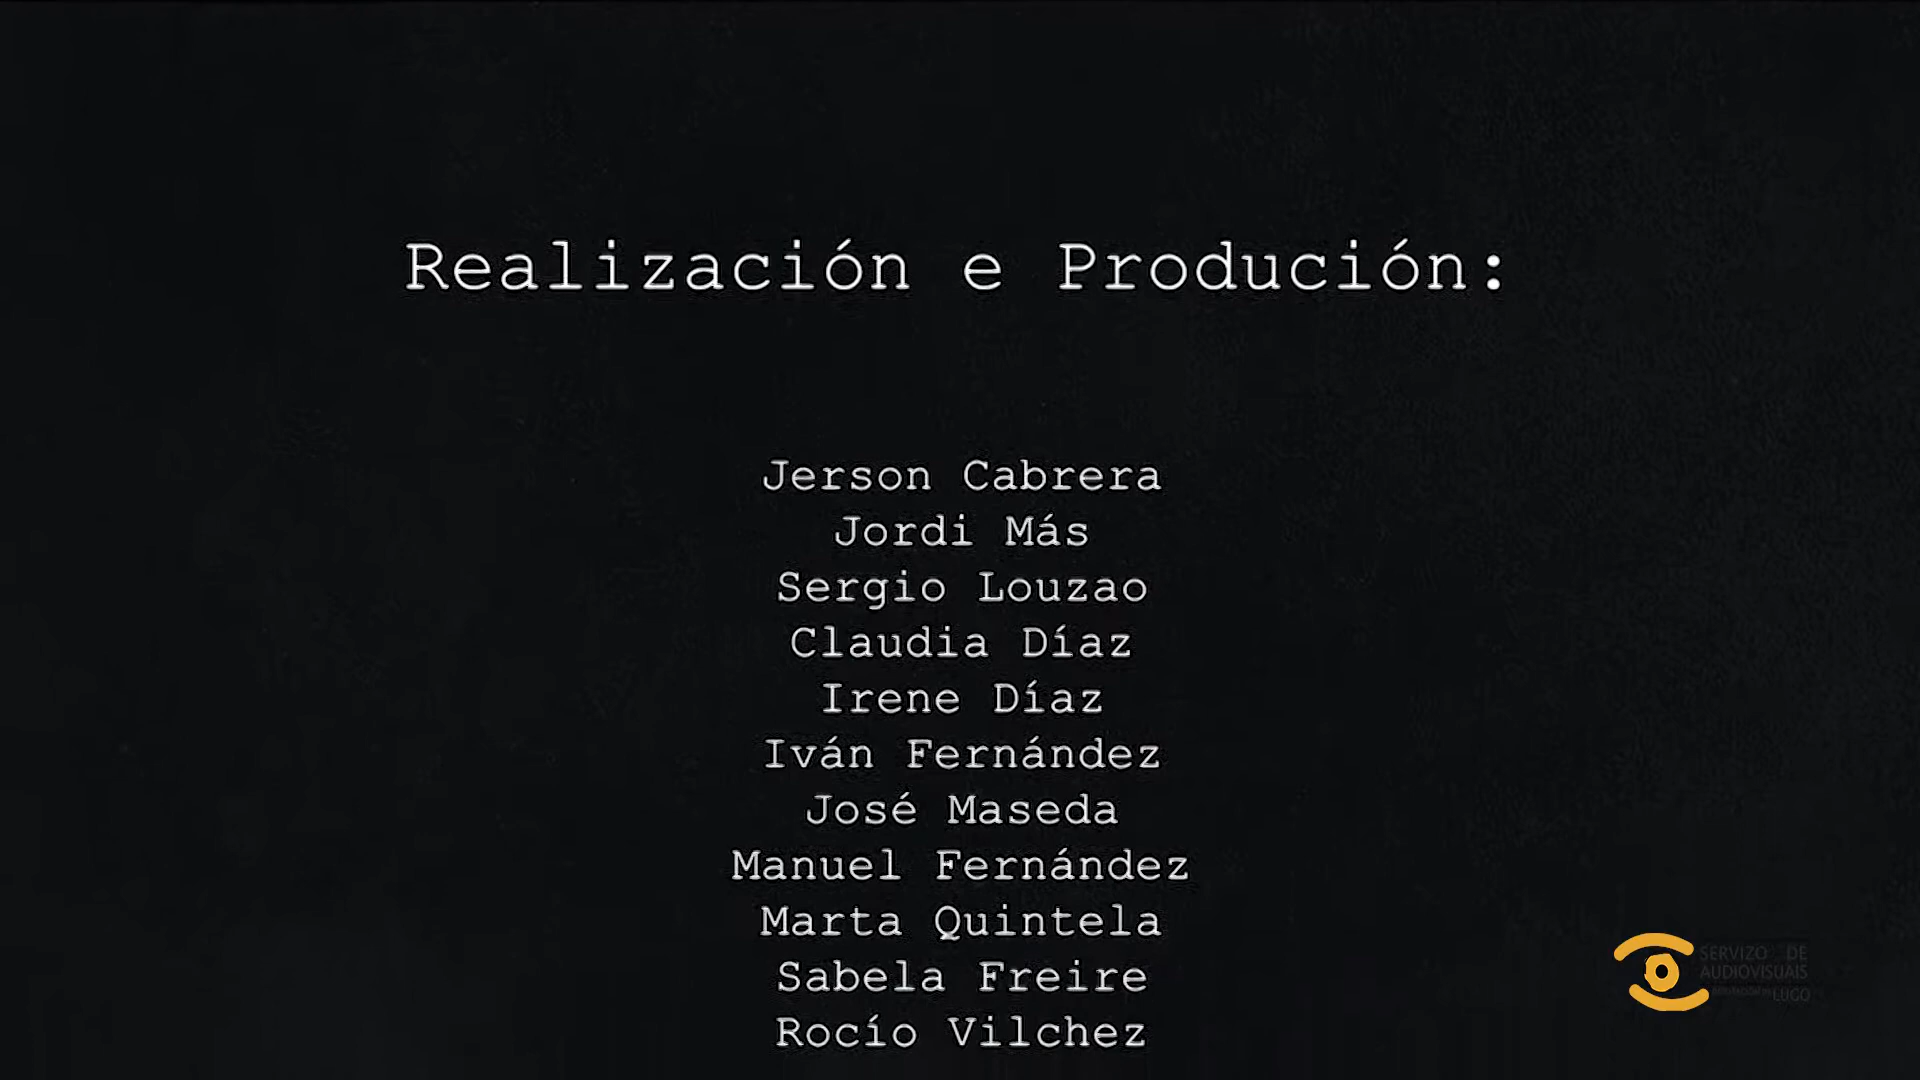 Realización e Produción:
Jerson Cabrera
Jordi Más
Sergio Louzao
Claudia Díaz
Irene Díaz
Iván Fernández
José Maseda
Manuel Fernández
Marta Quintela
Sabela Freire
Rocío Vilchez
SERVIZO DE
AUDIOVISUAIS
LUGO